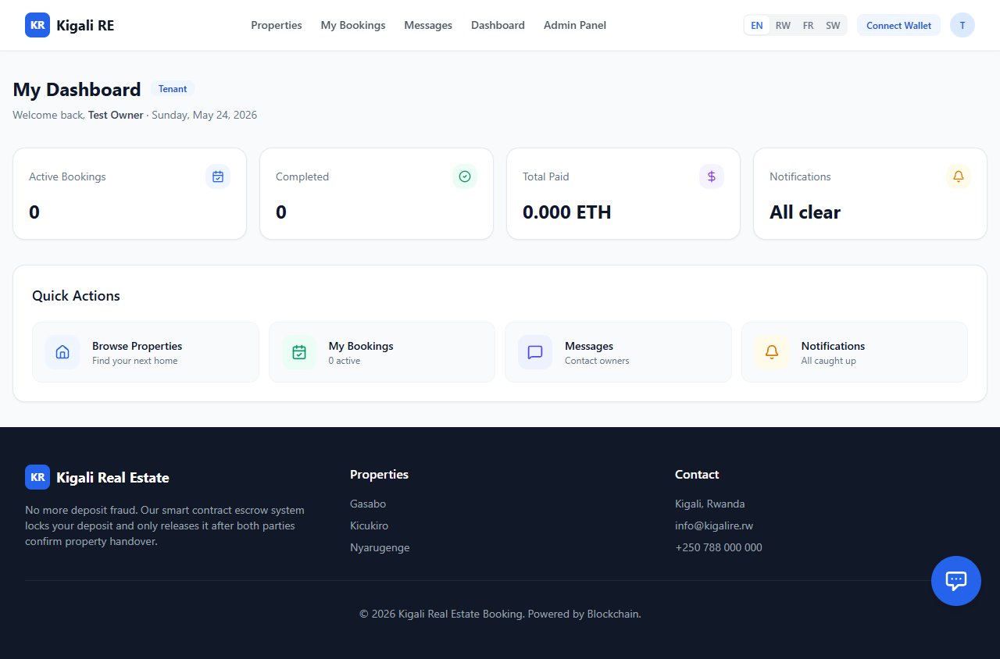 KR Kigali RE
Properties My Bookings Messages Dashboard Admin Panel
EN RW FR SW Connect Wallet T
My Dashboard Tenant
Welcome back, Test Owner · Sunday, May 24, 2026
Active Bookings
0
Completed
0
Total Paid
0.000 ETH
Notifications
All clear
Quick Actions
Browse Properties
Find your next home
My Bookings
0 active
Messages
Contact owners
Notifications
All caught up
KR Kigali Real Estate
No more deposit fraud. Our smart contract escrow system
locks your deposit and only releases it after both parties
confirm property handover.
Properties
Gasabo
Kicukiro
Nyarugenge
Contact
Kigali, Rwanda
info@kigalire.rw
+250 788 000 000
© 2026 Kigali Real Estate Booking. Powered by Blockchain.